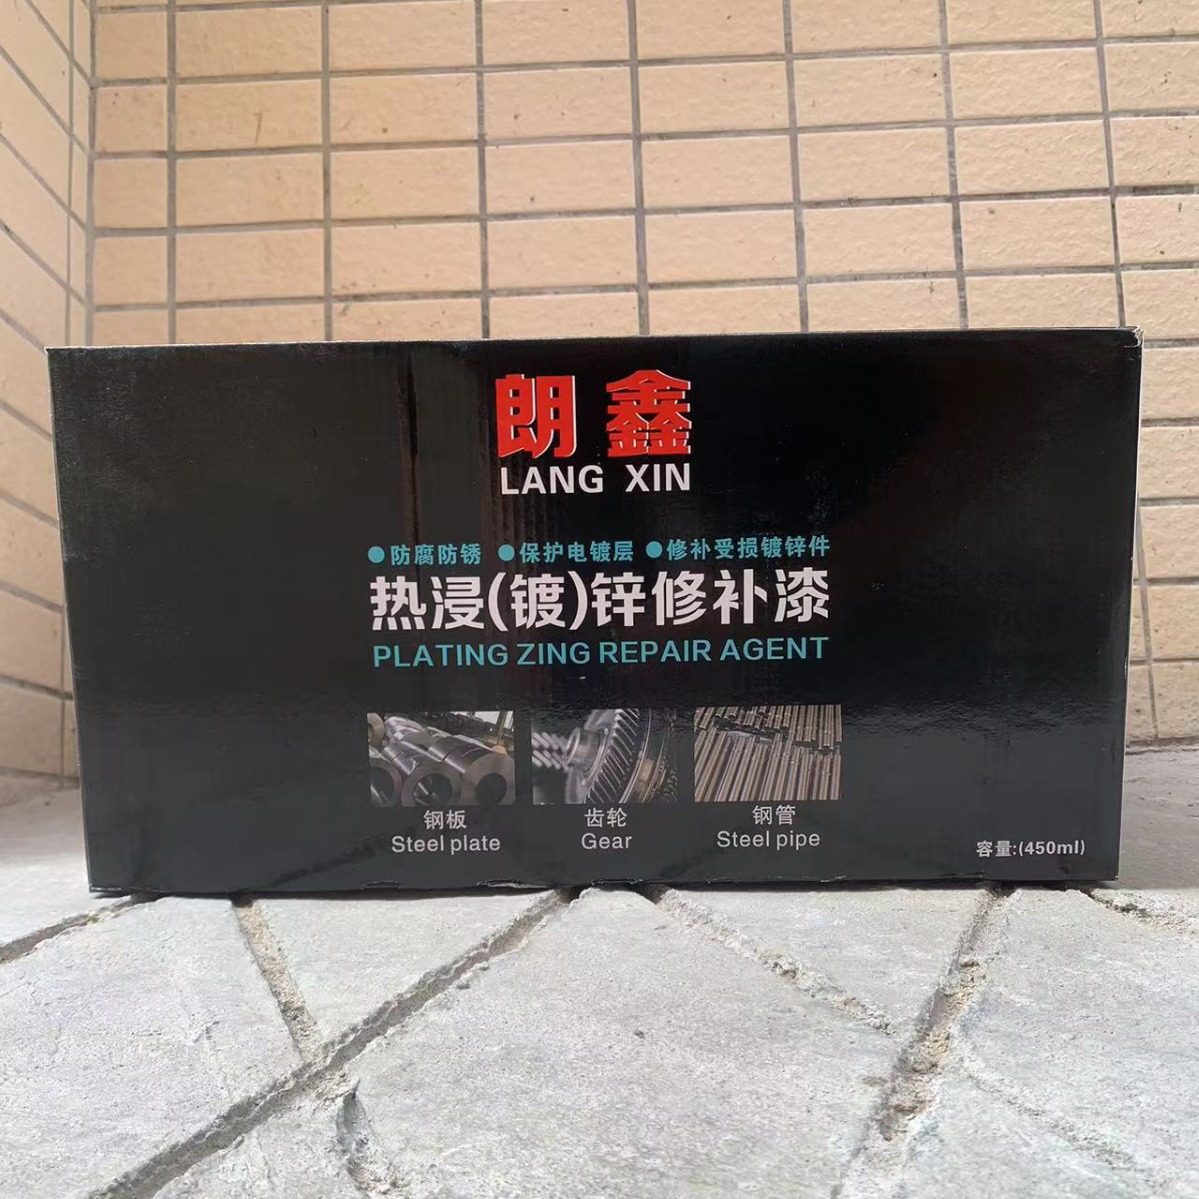 朗鑫
LANG XIN
●防腐防锈 ●保护电镀层 ●修补受损镀锌件
热浸(镀)锌修补漆
PLATING ZING REPAIR AGENT
钢板 齿轮 钢管
Steel plate Gear Steel pipe
容量:(450ml)